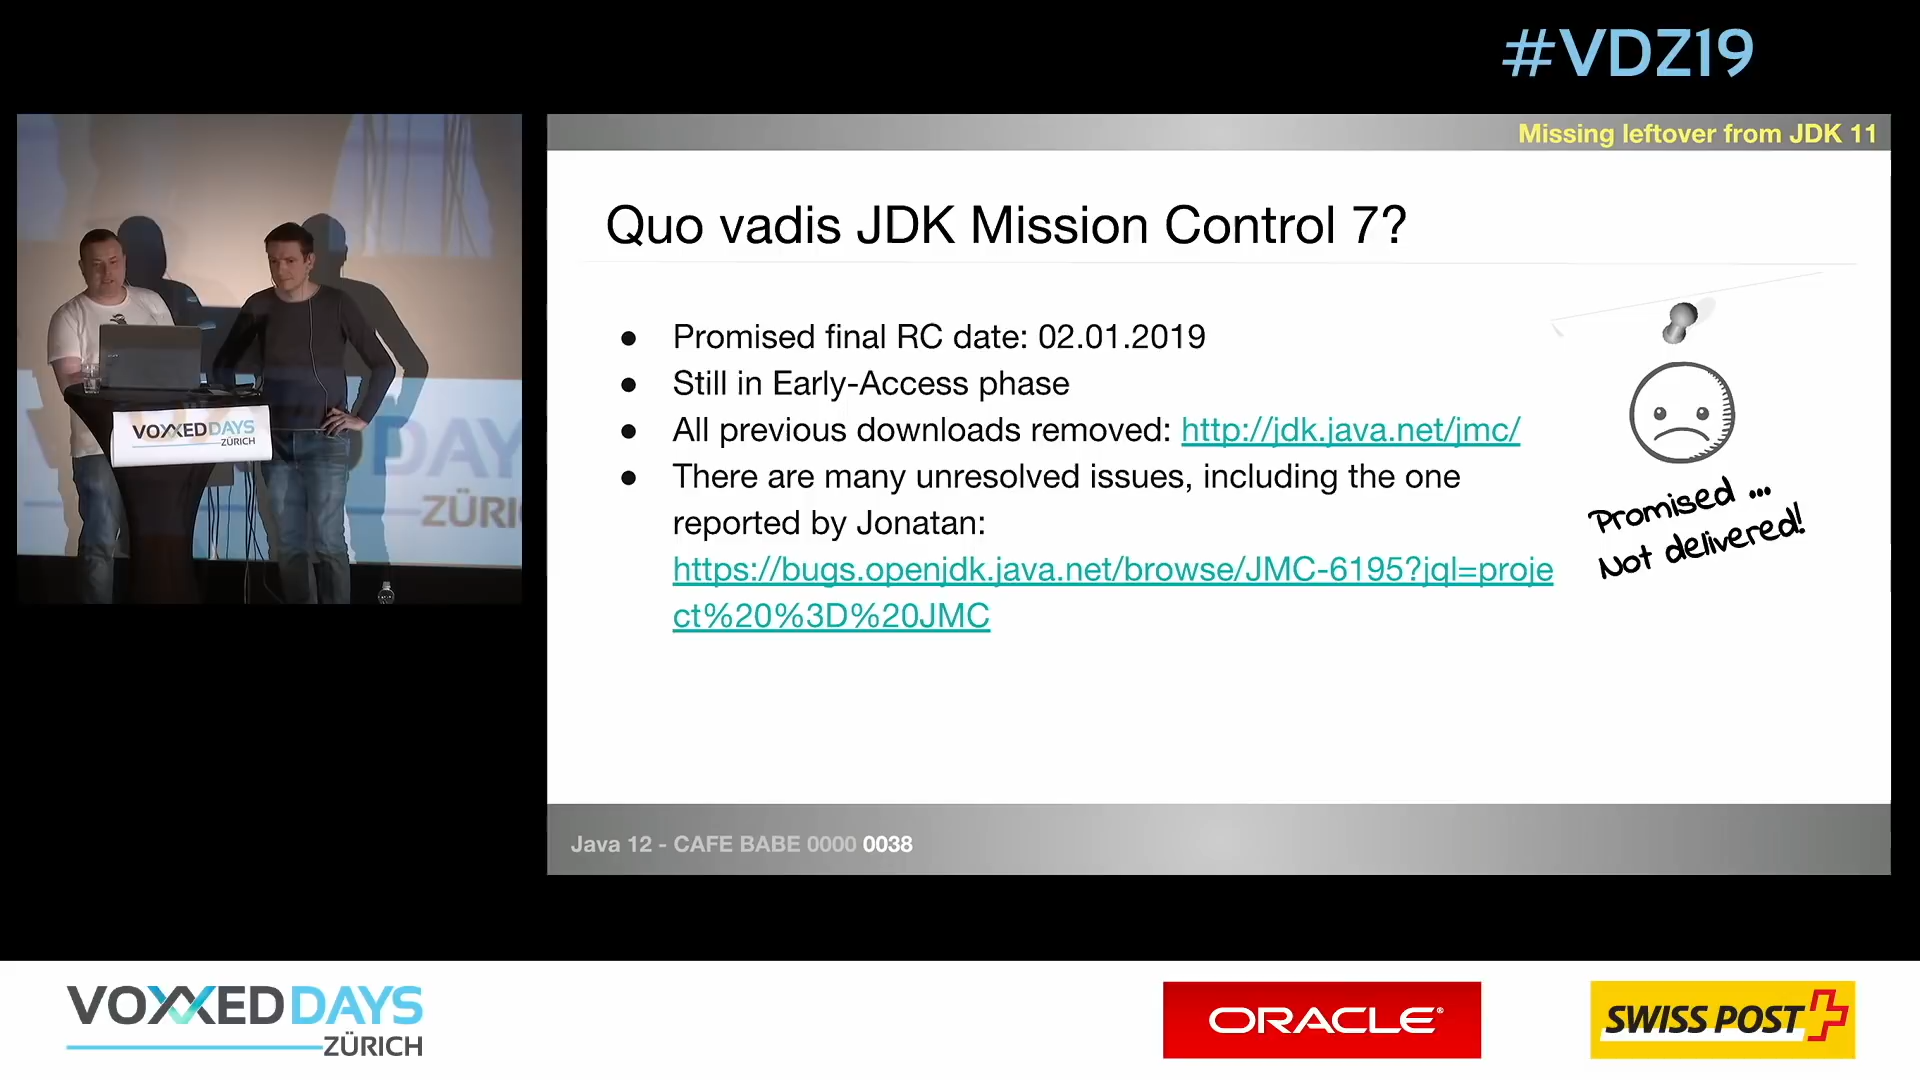 #VDZ19
Missing leftover from JDK 11
Quo vadis JDK Mission Control 7?
● Promised final RC date: 02.01.2019
● Still in Early-Access phase
● All previous downloads removed: http://jdk.java.net/jmc/
● There are many unresolved issues, including the one
reported by Jonatan:
https://bugs.openjdk.java.net/browse/JMC-6195?jql=proje
ct%20%3D%20JMC
Promised ...
Not delivered!
Java 12 - CAFE BABE 0000 0038
VOXXEDDAYS
ZÜRICH
DAY
ZÜRI
VOXXEDDAYS
ZÜRICH
ORACLE®
SWISS POST